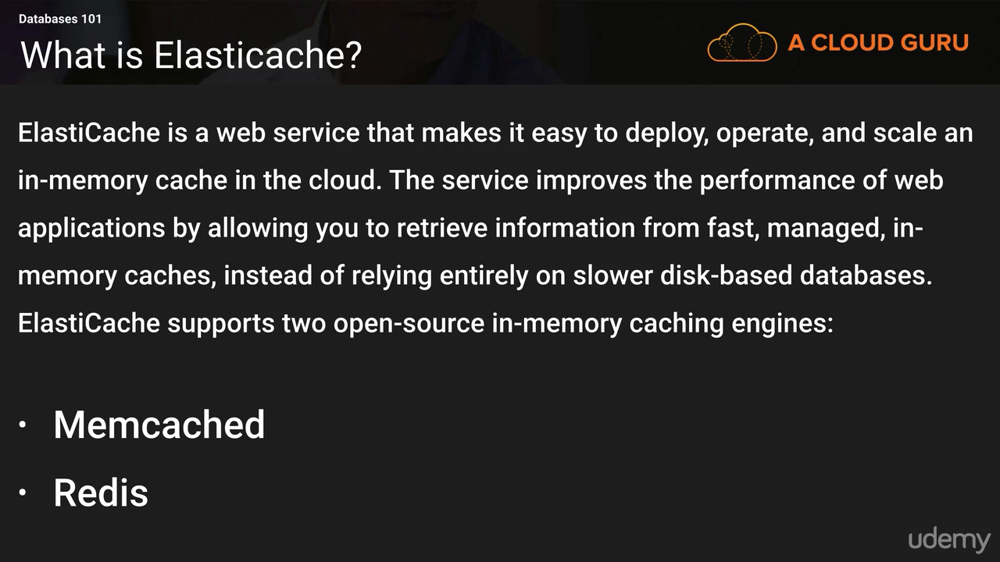 Databases 101
What is Elasticache?
A CLOUD GURU
ElastiCache is a web service that makes it easy to deploy, operate, and scale an
in-memory cache in the cloud. The service improves the performance of web
applications by allowing you to retrieve information from fast, managed, in-
memory caches, instead of relying entirely on slower disk-based databases.
ElastiCache supports two open-source in-memory caching engines:
• Memcached
• Redis
udemy